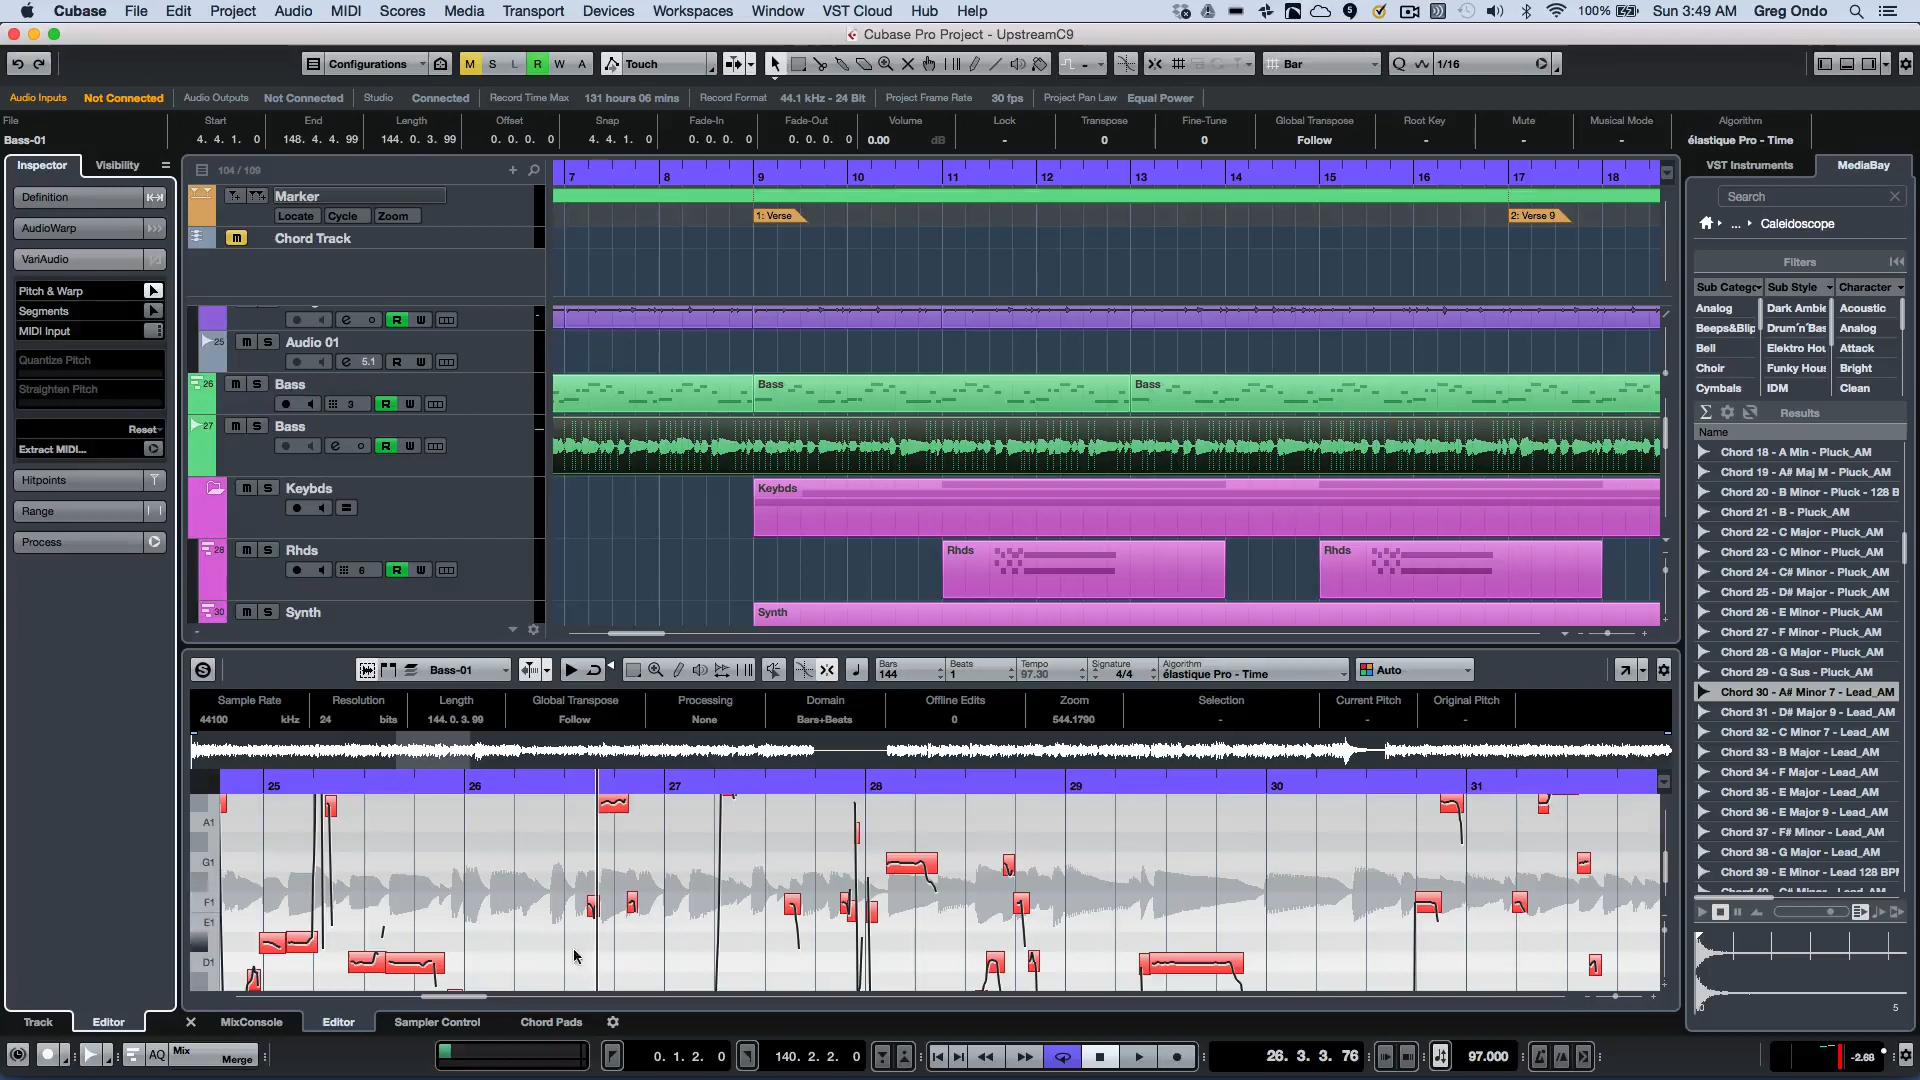 Cubase File Edit Project Audio MIDI Scores Media Transport Devices Workspaces Window VST Cloud Hub Help 100% Sun 3:49 AM Greg Ondo
Cubase Pro Project - UpstreamC9
Configurations M S L R W A Touch Bar Q 1/16
Audio Inputs Not Connected Audio Outputs Not Connected Studio Connected Record Time Max 131 hours 06 mins Record Format 44.1 kHz - 24 Bit Project Frame Rate 30 fps Project Pan Law Equal Power
File Start End Length Offset Snap Fade-In Fade-Out Volume Lock Transpose Fine-Tune Global Transpose Root Key Mute Musical Mode Algorithm
Bass-01 4. 4. 1. 0 148. 4. 4. 99 144. 0. 3. 99 0. 0. 0. 0 4. 4. 1. 0 0. 0. 0. 0 0. 0. 0. 0 0.00 dB - 0 0 Follow - - - élastique Pro - Time
Inspector Visibility
104 / 109
7 8 9 10 11 12 13 14 15 16 17 18
VST Instruments MediaBay
Definition
AudioWarp
VariAudio
Pitch & Warp
Segments
MIDI Input
Quantize Pitch
Straighten Pitch
Reset
Extract MIDI...
Hitpoints
Range
Process
Marker
Locate Cycle Zoom
1: Verse 2: Verse 9
m Chord Track
R W
25 m S Audio 01
e 5.1 R W
26 m S Bass
3 R W
Bass Bass
27 m S Bass
e R W
m S Keybds
Keybds
28 m S Rhds
6 R W
Rhds Rhds
30 m S Synth
Synth
Search
... Caleidoscope
Filters
Sub Categ Sub Style Character
Analog Dark Ambie Acoustic
Beeps&Blip Drum´n´Bas Analog
Bell Elektro Hou Attack
Choir Funky Hous Bright
Cymbals IDM Clean
Results
Name
Chord 18 - A Min - Pluck_AM
Chord 19 - A# Maj M - Pluck_AM
Chord 20 - B Minor - Pluck - 128 B
Chord 21 - B - Pluck_AM
Chord 22 - C Major - Pluck_AM
Chord 23 - C Minor - Pluck_AM
Chord 24 - C# Minor - Pluck_AM
Chord 25 - D# Major - Pluck_AM
Chord 26 - E Minor - Pluck_AM
Chord 27 - F Minor - Pluck_AM
Chord 28 - G Major - Pluck_AM
Chord 29 - G Sus - Pluck_AM
Chord 30 - A# Minor 7 - Lead_AM
Chord 31 - D# Major 9 - Lead_AM
Chord 32 - C Minor 7 - Lead_AM
Chord 33 - B Major - Lead_AM
Chord 34 - F Major - Lead_AM
Chord 35 - E Major - Lead_AM
Chord 36 - E Major 9 - Lead_AM
Chord 37 - F# Minor - Lead_AM
Chord 38 - G Major - Lead_AM
Chord 39 - E Minor - Lead 128 BPM
5
Bass-01 Bars 144 Beats 1 Tempo 97.30 Signature 4/4 Algorithm élastique Pro - Time Auto
Sample Rate Resolution Length Global Transpose Processing Domain Offline Edits Zoom Selection Current Pitch Original Pitch
44100 kHz 24 bits 144. 0. 3. 99 Follow None Bars+Beats 0 544.1790 - - -
25 26 27 28 29 30 31
A1
G1
F1
E1
D1
Track Editor
MixConsole Editor Sampler Control Chord Pads
AQ Mix Merge 0. 1. 2. 0 140. 2. 2. 0 26. 3. 3. 76 97.000 -2.68